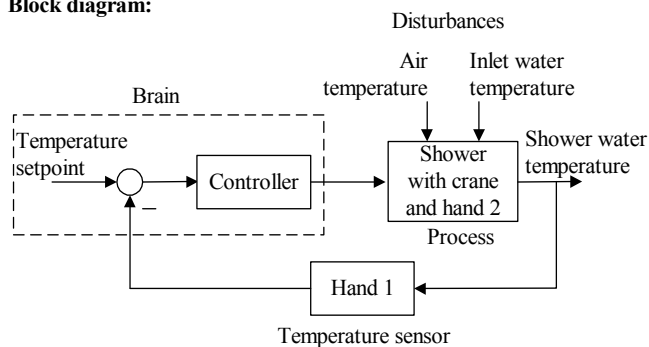 Block diagram:
Disturbances
Air
temperature
Inlet water
temperature
Brain
Temperature
setpoint
Controller
Shower
with crane
and hand 2
Shower water
temperature
Process
Hand 1
Temperature sensor